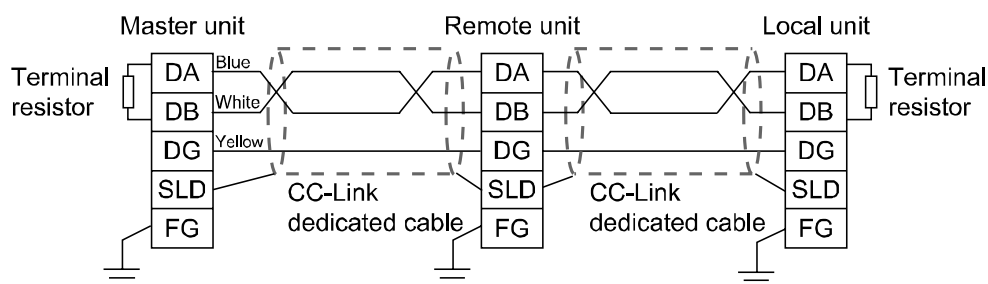 Master unit
Remote unit
Local unit
Terminal
resistor
DA
DB
DG
SLD
FG
Blue
White
Yellow
CC-Link
dedicated cable
DA
DB
DG
SLD
FG
CC-Link
dedicated cable
DA
DB
DG
SLD
FG
Terminal
resistor